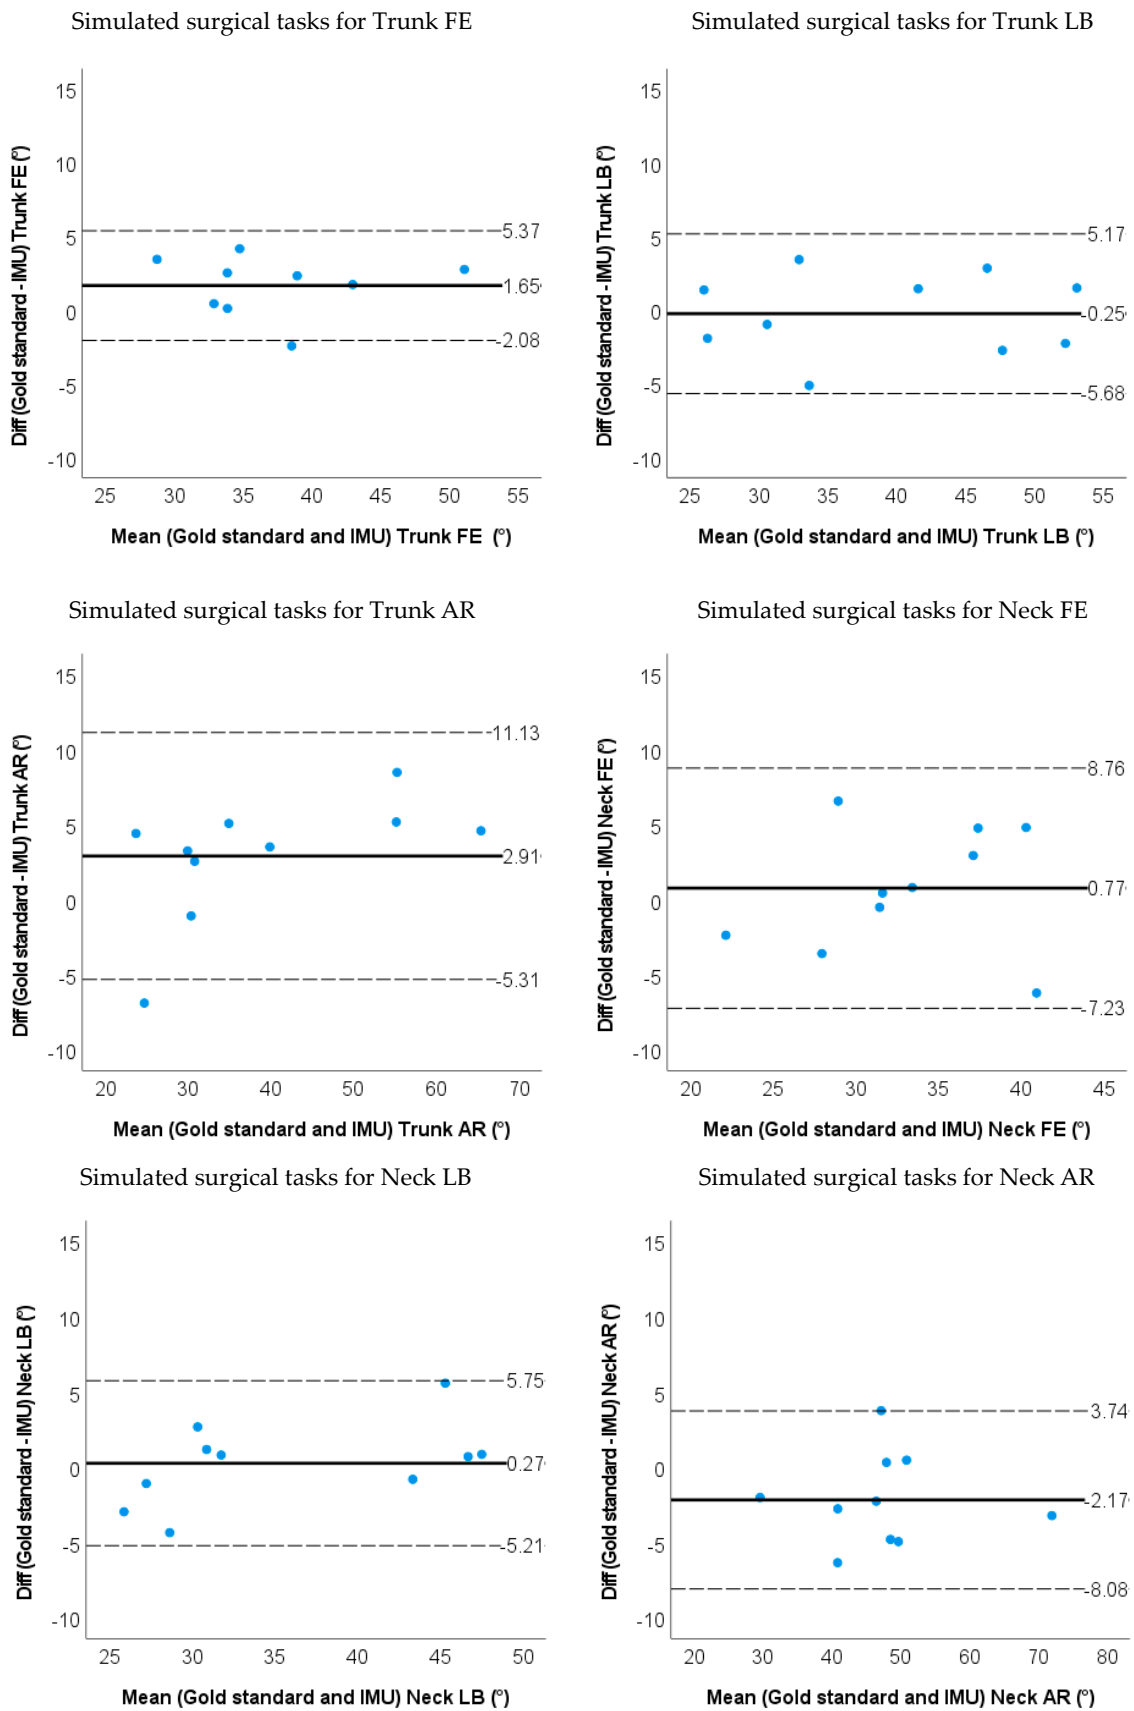 Simulated surgical tasks for Trunk FE
15
10
5
0
-5
-10
Diff (Gold standard - IMU) Trunk FE (°)
5.37
1.65
-2.08
25 30 35 40 45 50 55
Mean (Gold standard and IMU) Trunk FE (°)
Simulated surgical tasks for Trunk LB
15
10
5
0
-5
-10
Diff (Gold standard - IMU) Trunk LB (°)
5.17
-0.25
-5.68
25 30 35 40 45 50 55
Mean (Gold standard and IMU) Trunk LB (°)
Simulated surgical tasks for Trunk AR
15
10
5
0
-5
-10
Diff (Gold standard - IMU) Trunk AR (°)
11.13
2.91
-5.31
20 30 40 50 60 70
Mean (Gold standard and IMU) Trunk AR (°)
Simulated surgical tasks for Neck FE
15
10
5
0
-5
-10
Diff (Gold standard - IMU) Neck FE (°)
8.76
0.77
-7.23
20 25 30 35 40 45
Mean (Gold standard and IMU) Neck FE (°)
Simulated surgical tasks for Neck LB
15
10
5
0
-5
-10
Diff (Gold standard - IMU) Neck LB (°)
5.75
0.27
-5.21
25 30 35 40 45 50
Mean (Gold standard and IMU) Neck LB (°)
Simulated surgical tasks for Neck AR
15
10
5
0
-5
-10
Diff (Gold standard - IMU) Neck AR (°)
3.74
-2.17
-8.08
20 30 40 50 60 70 80
Mean (Gold standard and IMU) Neck AR (°)